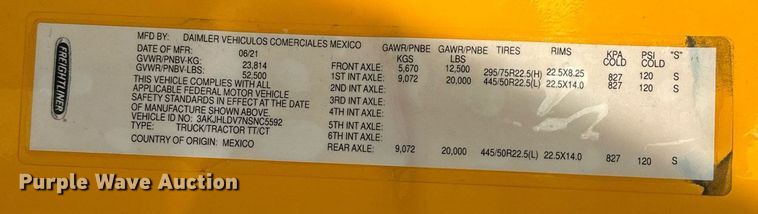 FREIGHTLINER
MFD BY: DAIMLER VEHICULOS COMERCIALES MEXICO
DATE OF MFR: 06/21
GVWR/PNBV-KG: 23,814
GVWR/PNBV-LBS: 52,500
THIS VEHICLE COMPLIES WITH ALL
APPLICABLE FEDERAL MOTOR VEHICLE
SAFETY STANDARDS IN EFFECT AT THE DATE
OF MANUFACTURE SHOWN ABOVE
VEHICLE ID NO: 3AKJHLDV7NSNC5592
TYPE: TRUCK/TRACTOR TT/CT
COUNTRY OF ORIGIN: MEXICO
GAWR/PNBE KGS GAWR/PNBE LBS TIRES RIMS KPA COLD PSI COLD "S"
FRONT AXLE: 5,670 12,500 295/75R22.5(H) 22.5X8.25 827 120 S
1ST INT AXLE: 9,072 20,000 445/50R22.5(L) 22.5X14.0 827 120 S
2ND INT AXLE:
3RD INT AXLE:
4TH INT AXLE:
5TH INT AXLE:
6TH INT AXLE:
REAR AXLE: 9,072 20,000 445/50R22.5(L) 22.5X14.0 827 120 S
Purple Wave Auction